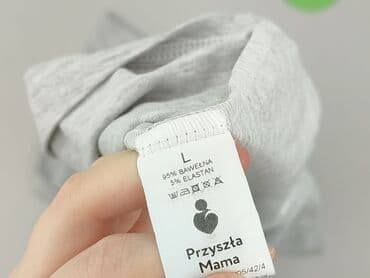 L
95% BAWEŁNA
5% ELASTAN
Przyszła
Mama